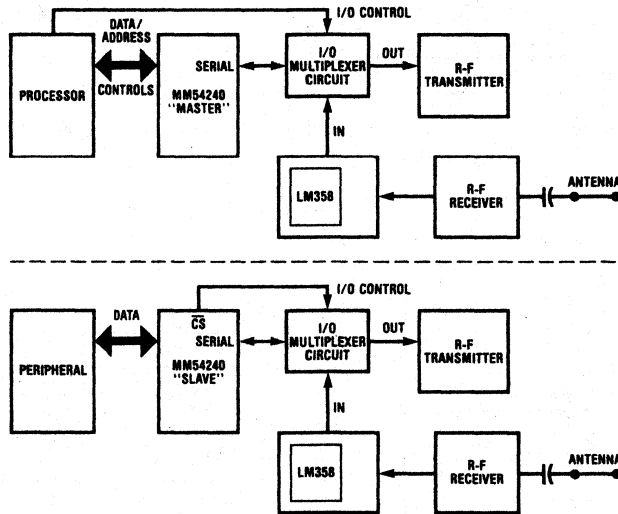 DATA/
ADDRESS
I/O CONTROL
PROCESSOR
CONTROLS
SERIAL
MM54240
"MASTER"
I/O
MULTIPLEXER
CIRCUIT
OUT
R-F
TRANSMITTER
IN
LM358
R-F
RECEIVER
ANTENNA
I/O CONTROL
DATA
CS
SERIAL
PERIPHERAL
MM54240
"SLAVE"
I/O
MULTIPLEXER
CIRCUIT
OUT
R-F
TRANSMITTER
IN
LM358
R-F
RECEIVER
ANTENNA